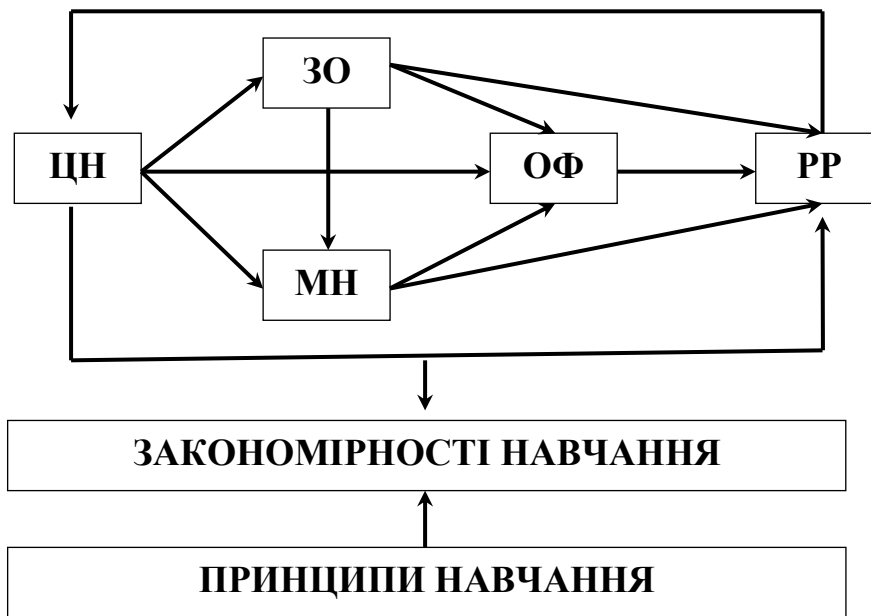 ЗО
ЦН
ОФ
РР
МН
ЗАКОНОМІРНОСТІ НАВЧАННЯ
ПРИНЦИПИ НАВЧАННЯ